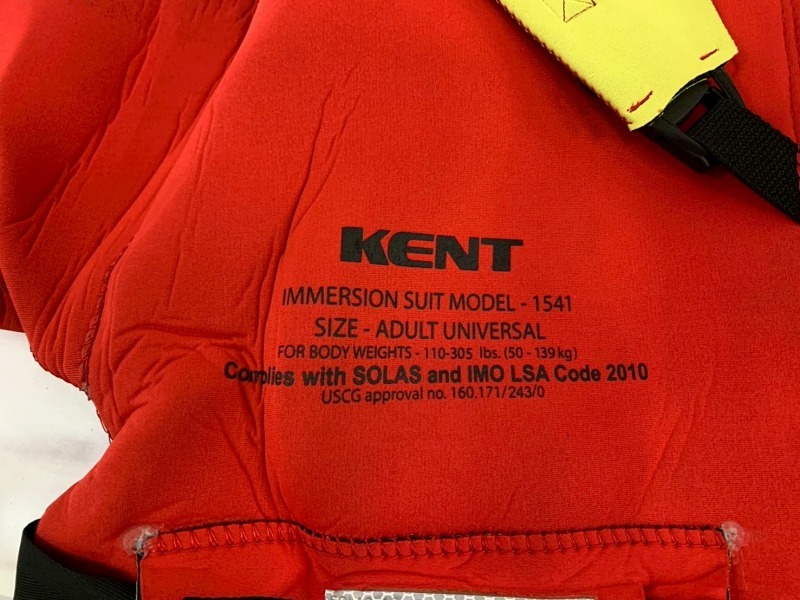 KENT
IMMERSION SUIT MODEL - 1541
SIZE - ADULT UNIVERSAL
FOR BODY WEIGHTS - 110-305 lbs. (50 - 139 kg)
Complies with SOLAS and IMO LSA Code 2010
USCG approval no. 160.171/243/0